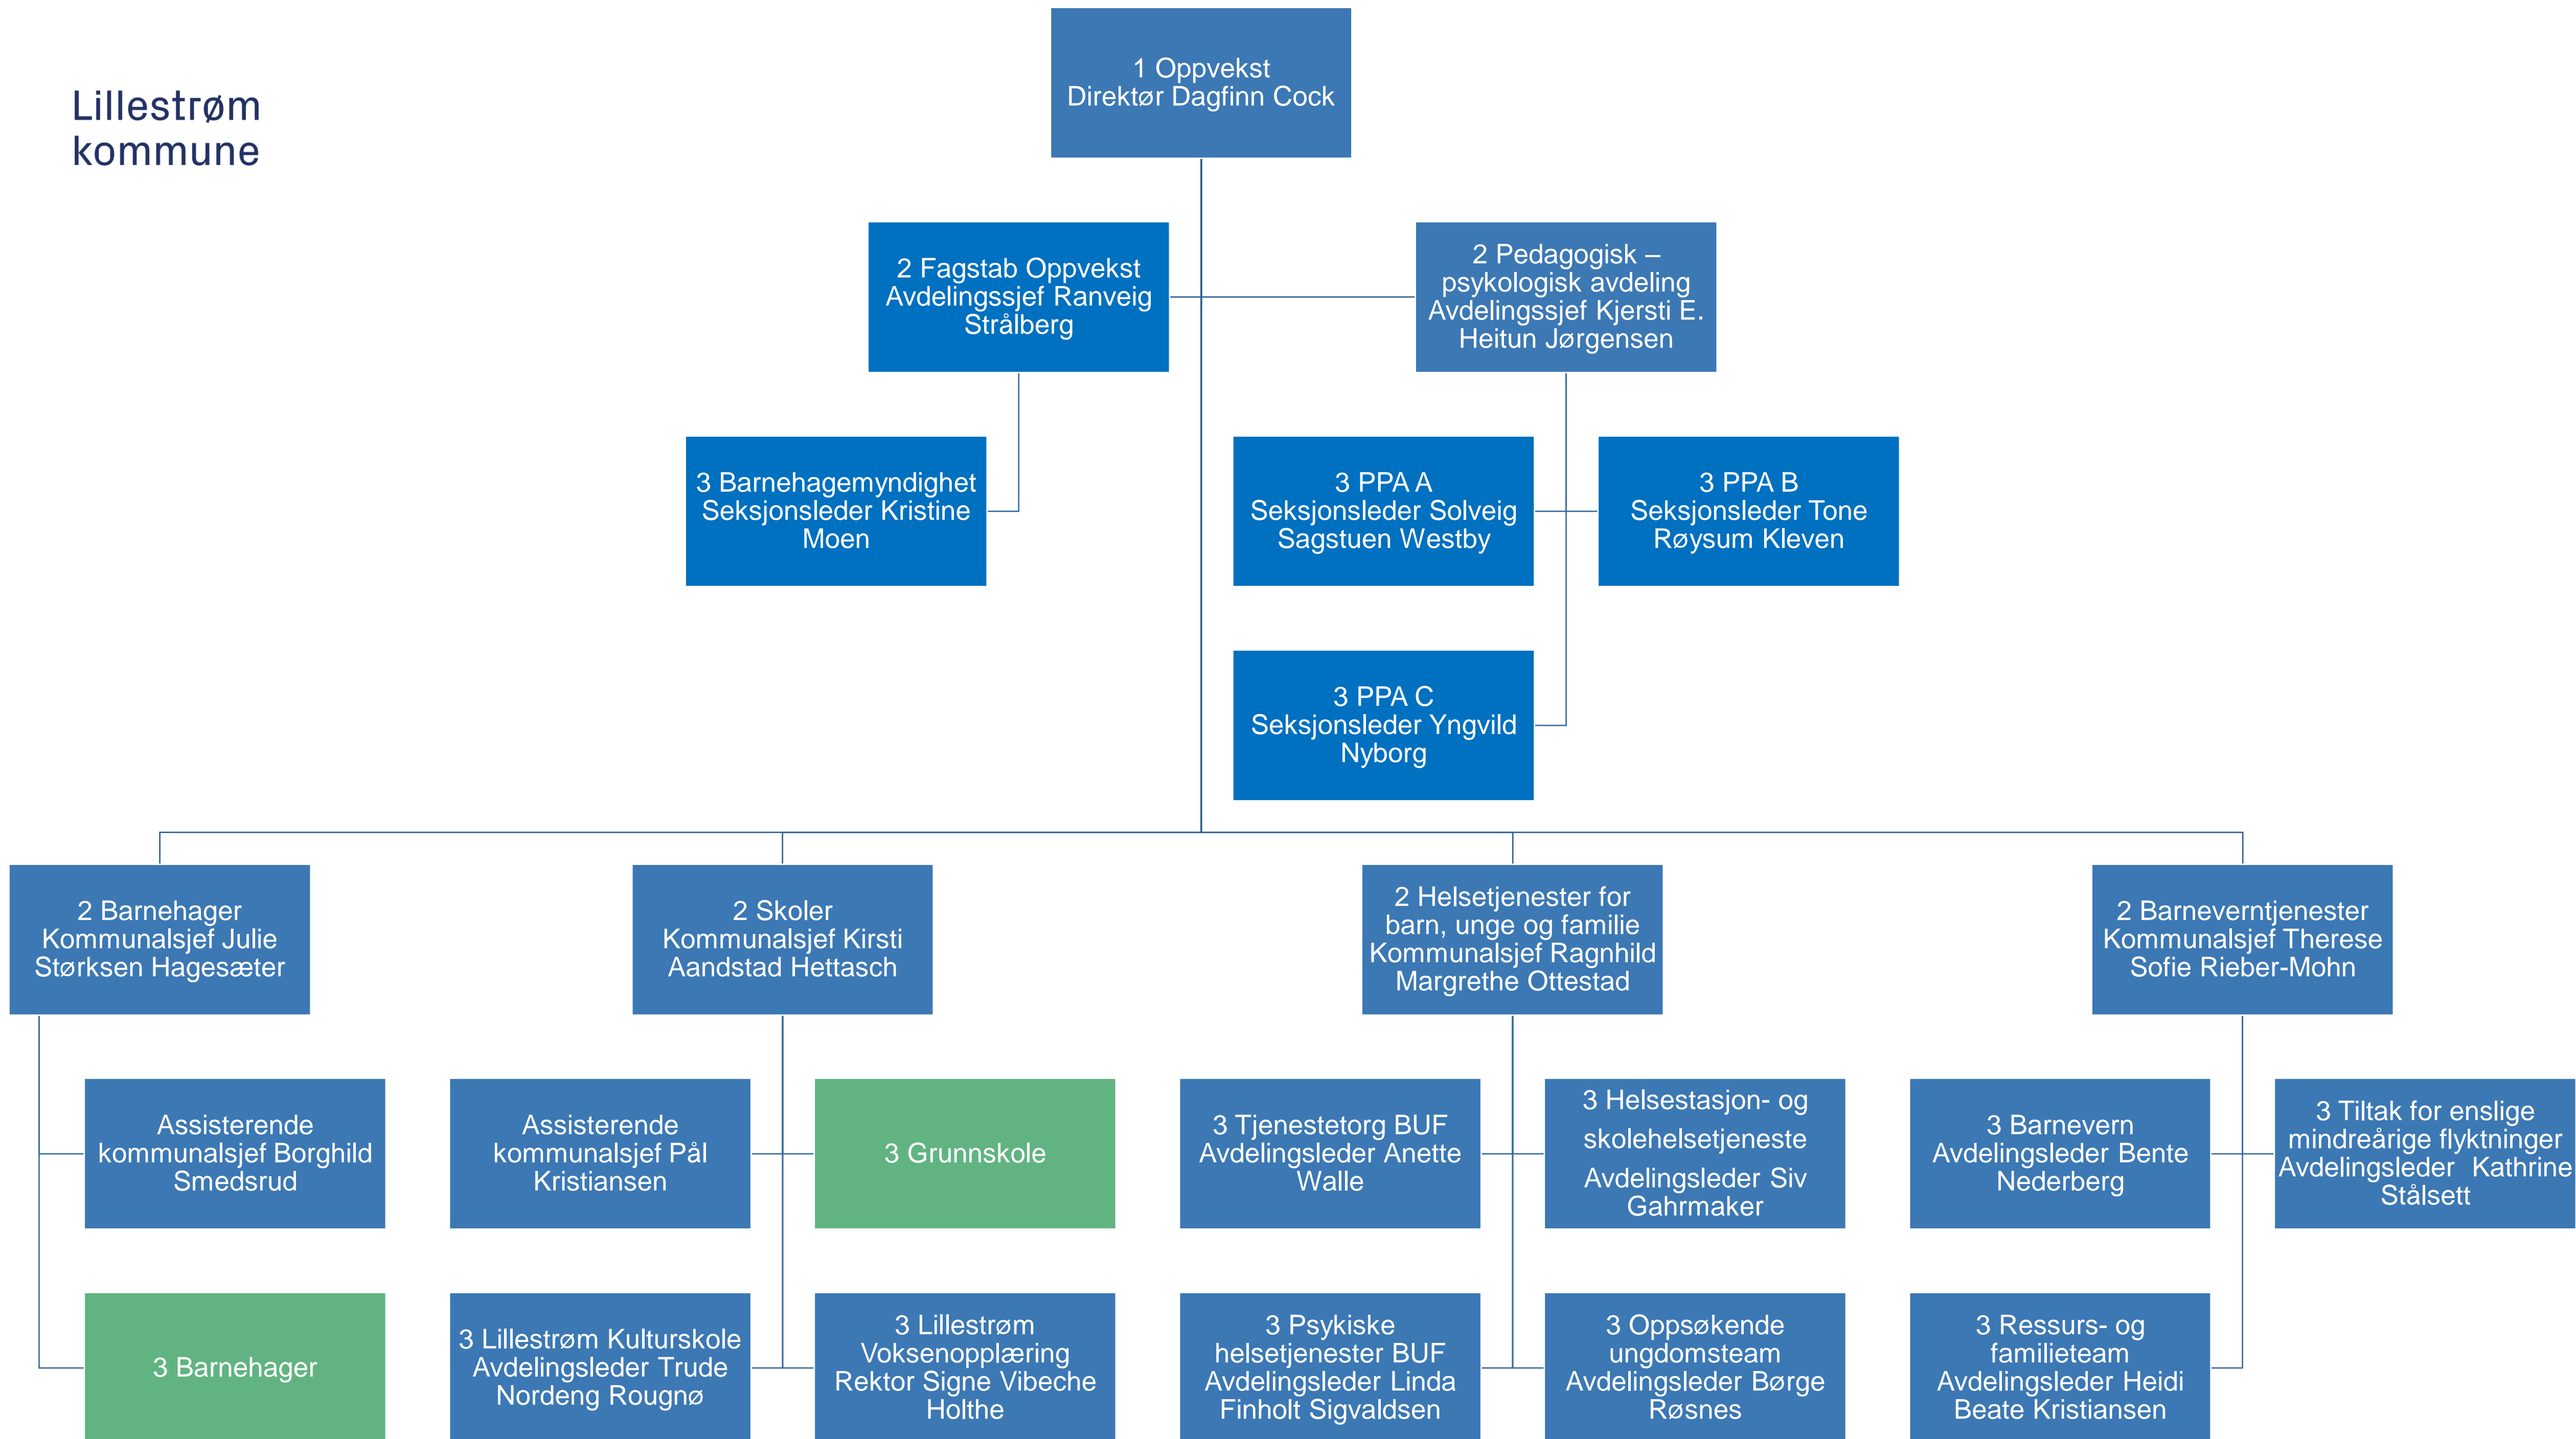 Lillestrøm
kommune
1 Oppvekst
Direktør Dagfinn Cock
2 Fagstab Oppvekst
Avdelingssjef Ranveig
Strålberg
2 Pedagogisk –
psykologisk avdeling
Avdelingssjef Kjersti E.
Heitun Jørgensen
3 Barnehagemyndighet
Seksjonsleder Kristine
Moen
3 PPA A
Seksjonsleder Solveig
Sagstuen Westby
3 PPA B
Seksjonsleder Tone
Røysum Kleven
3 PPA C
Seksjonsleder Yngvild
Nyborg
2 Barnehager
Kommunalsjef Julie
Størksen Hagesæter
2 Skoler
Kommunalsjef Kirsti
Aandstad Hettasch
2 Helsetjenester for
barn, unge og familie
Kommunalsjef Ragnhild
Margrethe Ottestad
2 Barneverntjenester
Kommunalsjef Therese
Sofie Rieber-Mohn
Assisterende
kommunalsjef Borghild
Smedsrud
Assisterende
kommunalsjef Pål
Kristiansen
3 Grunnskole
3 Tjenestetorg BUF
Avdelingsleder Anette
Walle
3 Helsestasjon- og
skolehelsetjeneste
Avdelingsleder Siv
Gahrmaker
3 Barnevern
Avdelingsleder Bente
Nederberg
3 Tiltak for enslige
mindreårige flyktninger
Avdelingsleder  Kathrine
Stålsett
3 Barnehager
3 Lillestrøm Kulturskole
Avdelingsleder Trude
Nordeng Rougnø
3 Lillestrøm
Voksenopplæring
Rektor Signe Vibeche
Holthe
3 Psykiske
helsetjenester BUF
Avdelingsleder Linda
Finholt Sigvaldsen
3 Oppsøkende
ungdomsteam
Avdelingsleder Børge
Røsnes
3 Ressurs- og
familieteam
Avdelingsleder Heidi
Beate Kristiansen